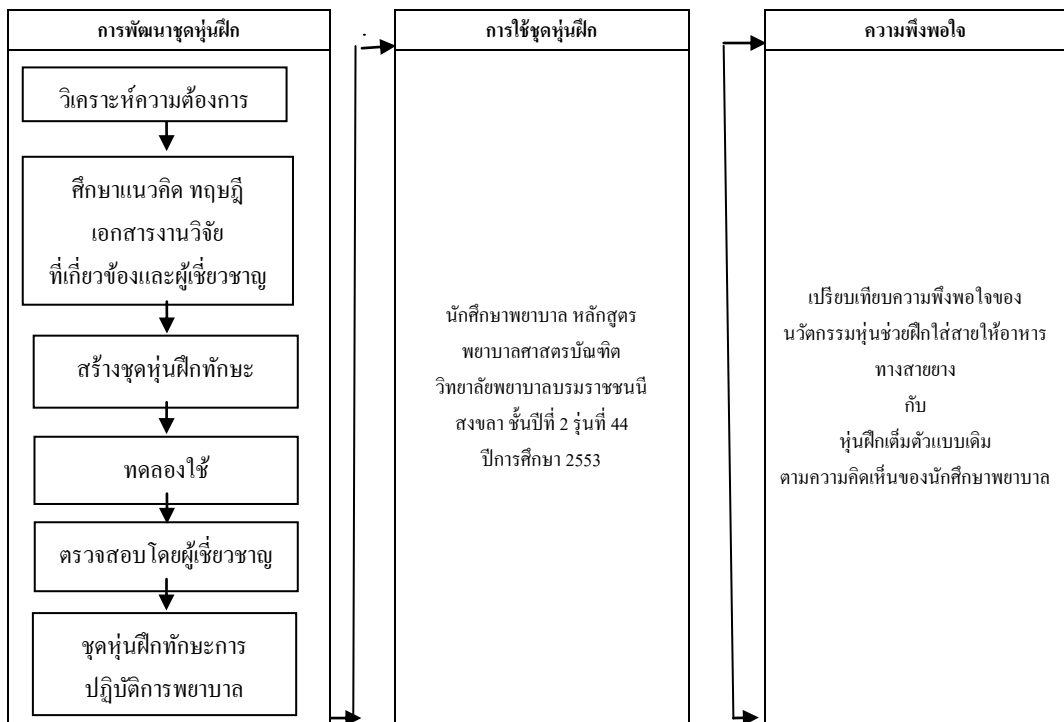 การพัฒนาชุดหุ่นฝึก
วิเคราะห์ความต้องการ
ศึกษาแนวคิด ทฤษฎี
เอกสารงานวิจัย
ที่เกี่ยวข้องและผู้เชี่ยวชาญ
สร้างชุดหุ่นฝึกทักษะ
ทดลองใช้
ตรวจสอบโดยผู้เชี่ยวชาญ
ชุดหุ่นฝึกทักษะการ
ปฏิบัติการพยาบาล
การใช้ชุดหุ่นฝึก
นักศึกษาพยาบาล หลักสูตร
พยาบาลศาสตรบัณฑิต
วิทยาลัยพยาบาลบรมราชชนนี
สงขลา ชั้นปีที่ 2 รุ่นที่ 44
ปีการศึกษา 2553
ความพึงพอใจ
เปรียบเทียบความพึงพอใจของ
นวัตกรรมหุ่นช่วยฝึกใส่สายให้อาหาร
ทางสายยาง
กับ
หุ่นฝึกเต็มตัวแบบเดิม
ตามความคิดเห็นของนักศึกษาพยาบาล